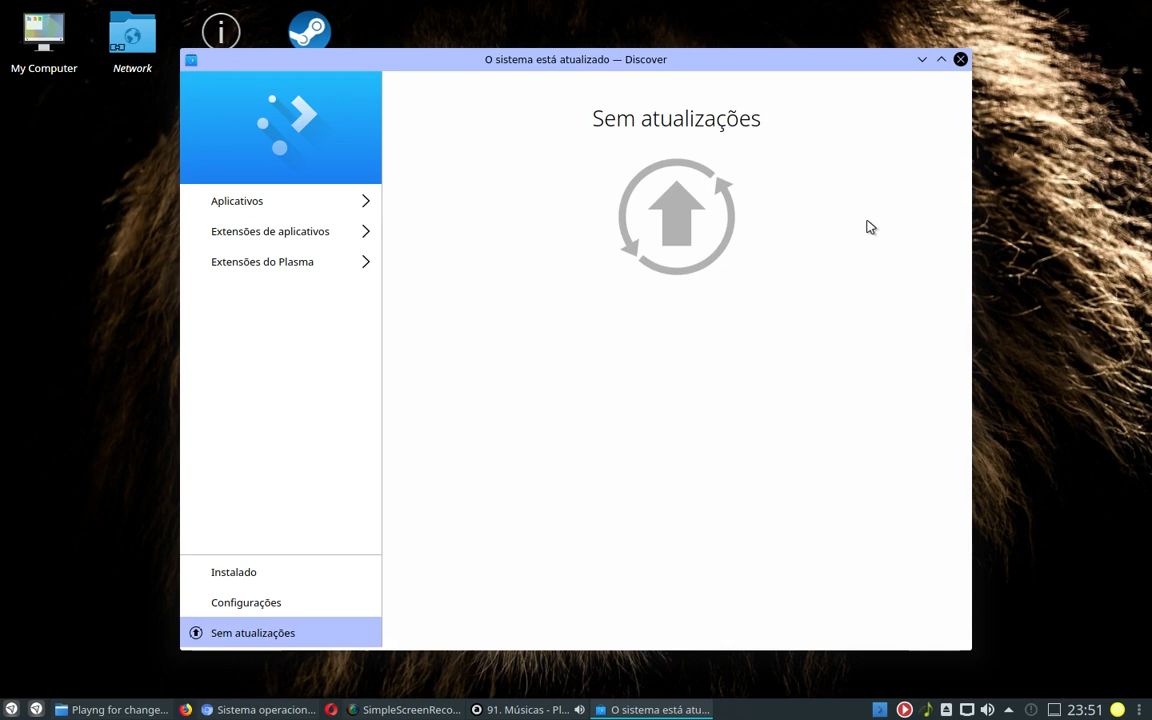 My Computer
Network
O sistema está atualizado — Discover
Sem atualizações
Aplicativos
Extensões de aplicativos
Extensões do Plasma
Instalado
Configurações
Sem atualizações
Playng for change...
Sistema operacion...
SimpleScreenReco...
91. Músicas - Pl...
O sistema está atu...
23:51